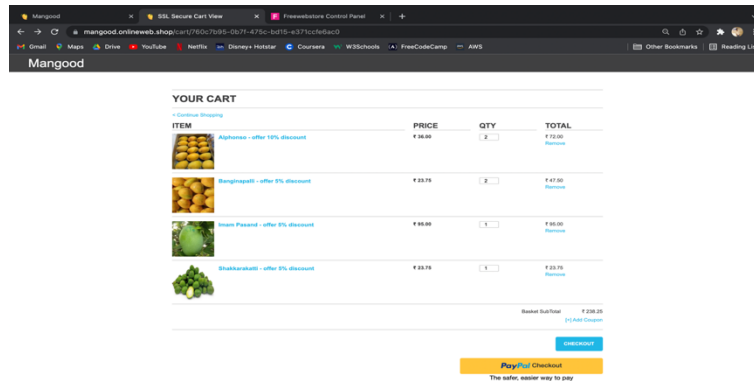 Mangood
SSL Secure Cart View
Freewebstore Control Panel
mangood.onlineweb.shop/cart/760c7b95-0b7f-475c-bd15-e371ccfe6ac0
Gmail Maps Drive YouTube Netflix Disney+ Hotstar Coursera W3Schools FreeCodeCamp AWS Other Bookmarks Reading Lis
Mangood
YOUR CART
+ Continue Shopping
ITEM PRICE QTY TOTAL
Alphonso - offer 10% discount ₹ 36.00 2 ₹ 72.00
Remove
Banginapalli - offer 5% discount ₹ 23.75 2 ₹ 47.50
Remove
Imam Pasand - offer 5% discount ₹ 95.00 1 ₹ 95.00
Remove
Shakkarakatti - offer 5% discount ₹ 23.75 1 ₹ 23.75
Remove
Basket SubTotal ₹ 238.25
[+] Add Coupon
CHECKOUT
PayPal Checkout
The safer, easier way to pay